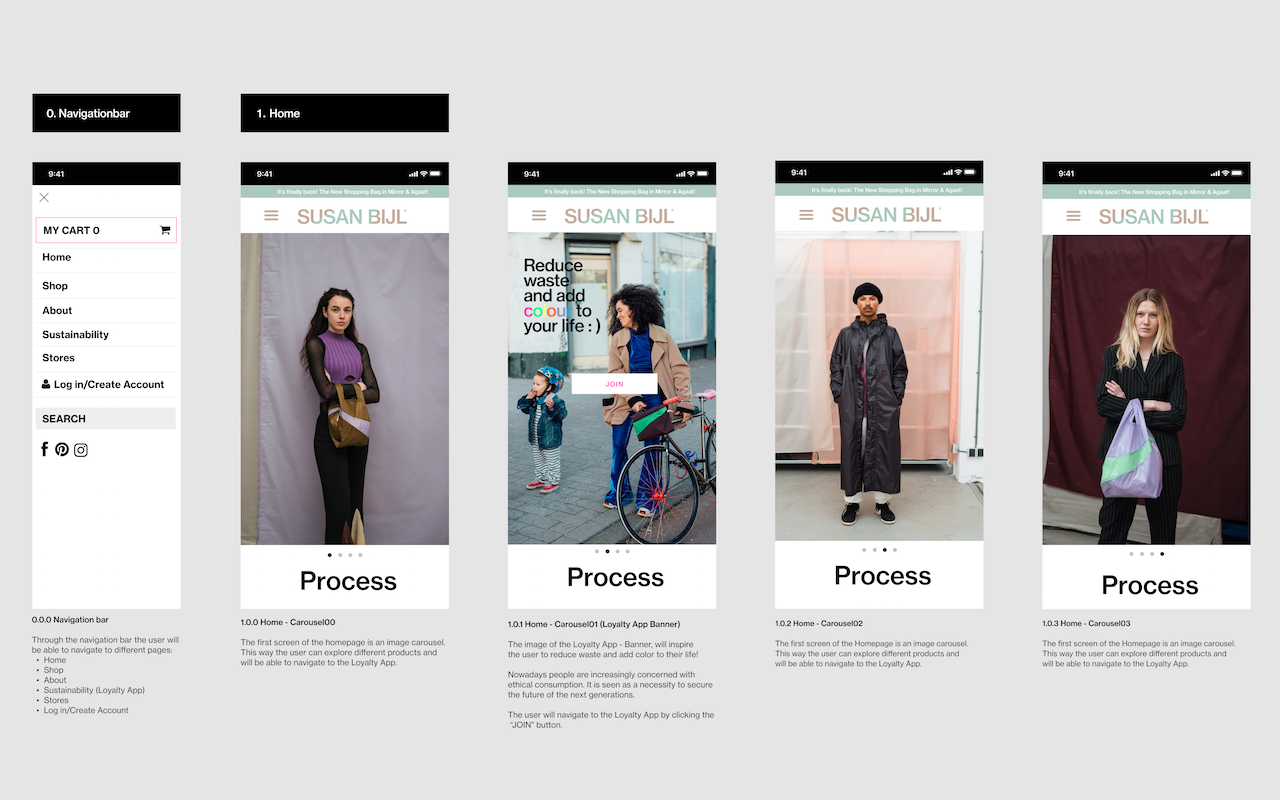 0. Navigationbar
1. Home
9:41
MY CART 0
Home
Shop
About
Sustainability
Stores
Log in/Create Account
SEARCH
0.0.0 Navigation bar
Through the navigation bar the user will
be able to navigate to different pages:
• Home
• Shop
• About
• Sustainability (Loyalty App)
• Stores
• Log in/Create Account
9:41
It's finally back! The New Shopping Bag in Mirror & Agaat!
SUSAN BIJL
Process
1.0.0 Home - Carousel00
The first screen of the homepage is an image carousel.
This way the user can explore different products and
will be able to navigate to the Loyalty App.
9:41
It's finally back! The New Shopping Bag in Mirror & Agaat!
SUSAN BIJL
Reduce
waste
and add
colour to
your life : )
JOIN
Process
1.0.1 Home - Carousel01 (Loyalty App Banner)
The image of the Loyalty App - Banner, will inspire
the user to reduce waste and add color to their life!
Nowadays people are increasingly concerned with
ethical consumption. It is seen as a necessity to secure
the future of the next generations.
The user will navigate to the Loyalty App by clicking the
"JOIN" button.
9:41
It's finally back! The New Shopping Bag in Mirror & Agaat!
SUSAN BIJL
Process
1.0.2 Home - Carousel02
The first screen of the Homepage is an image carousel.
This way the user can explore different products and
will be able to navigate to the Loyalty App.
9:41
It's finally back! The New Shopping Bag in Mirror & Agaat!
SUSAN BIJL
Process
1.0.3 Home - Carousel03
The first screen of the Homepage is an image carousel.
This way the user can explore different products and
will be able to navigate to the Loyalty App.